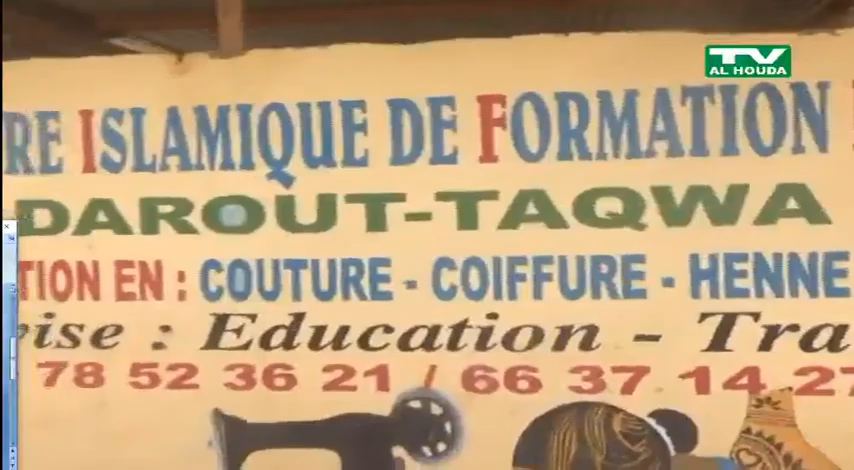 TV
AL HOUDA
RE ISLAMIQUE DE FORMATION
DAROUT-TAQWA
TION EN : COUTURE - COIFFURE - HENNE
ise : Education - Tra
78 52 36 21 / 66 37 14 27